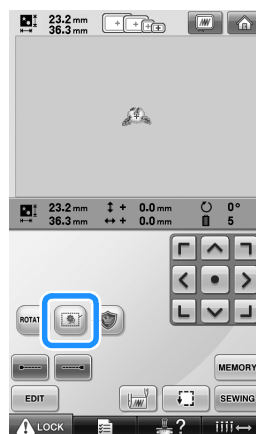 23.2 mm
36.3 mm
23.2 mm + 0.0 mm 0°
36.3 mm + 0.0 mm 5
ROTAT
MEMORY
EDIT
SEWING
LOCK
?